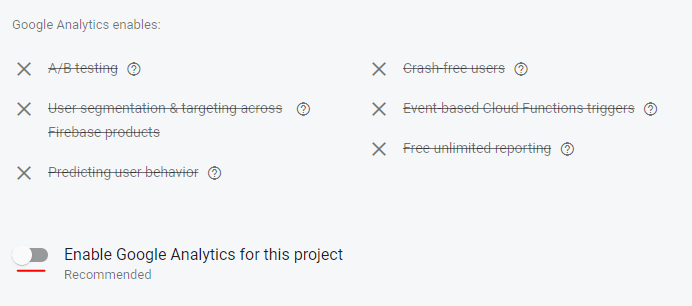 Google Analytics enables:
A/B testing
User segmentation & targeting across
Firebase products
Predicting user behavior
Crash-free users
Event-based Cloud Functions triggers
Free unlimited reporting
Enable Google Analytics for this project
Recommended